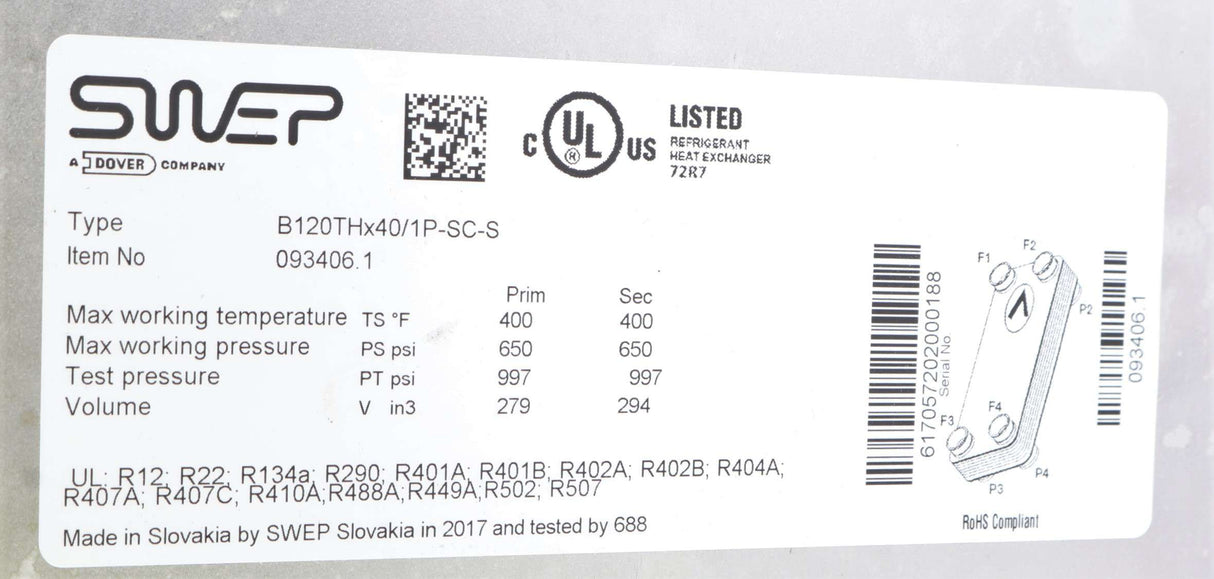 SWEP
A DOVER COMPANY
C UL ® US
LISTED
REFRIGERANT
HEAT EXCHANGER
72R7
Type B120THx40/1P-SC-S
Item No 093406.1
Prim Sec
Max working temperature TS °F 400 400
Max working pressure PS psi 650 650
Test pressure PT psi 997 997
Volume V in3 279 294
UL: R12; R22; R134a; R290; R401A; R401B; R402A; R402B; R404A;
R407A; R407C; R410A;R488A;R449A;R502; R507
Made in Slovakia by SWEP Slovakia in 2017 and tested by 688
6170572020000188
Serial No.
F1
F2
P2
F3
F4
P3
P4
RoHS Compliant
093406.1